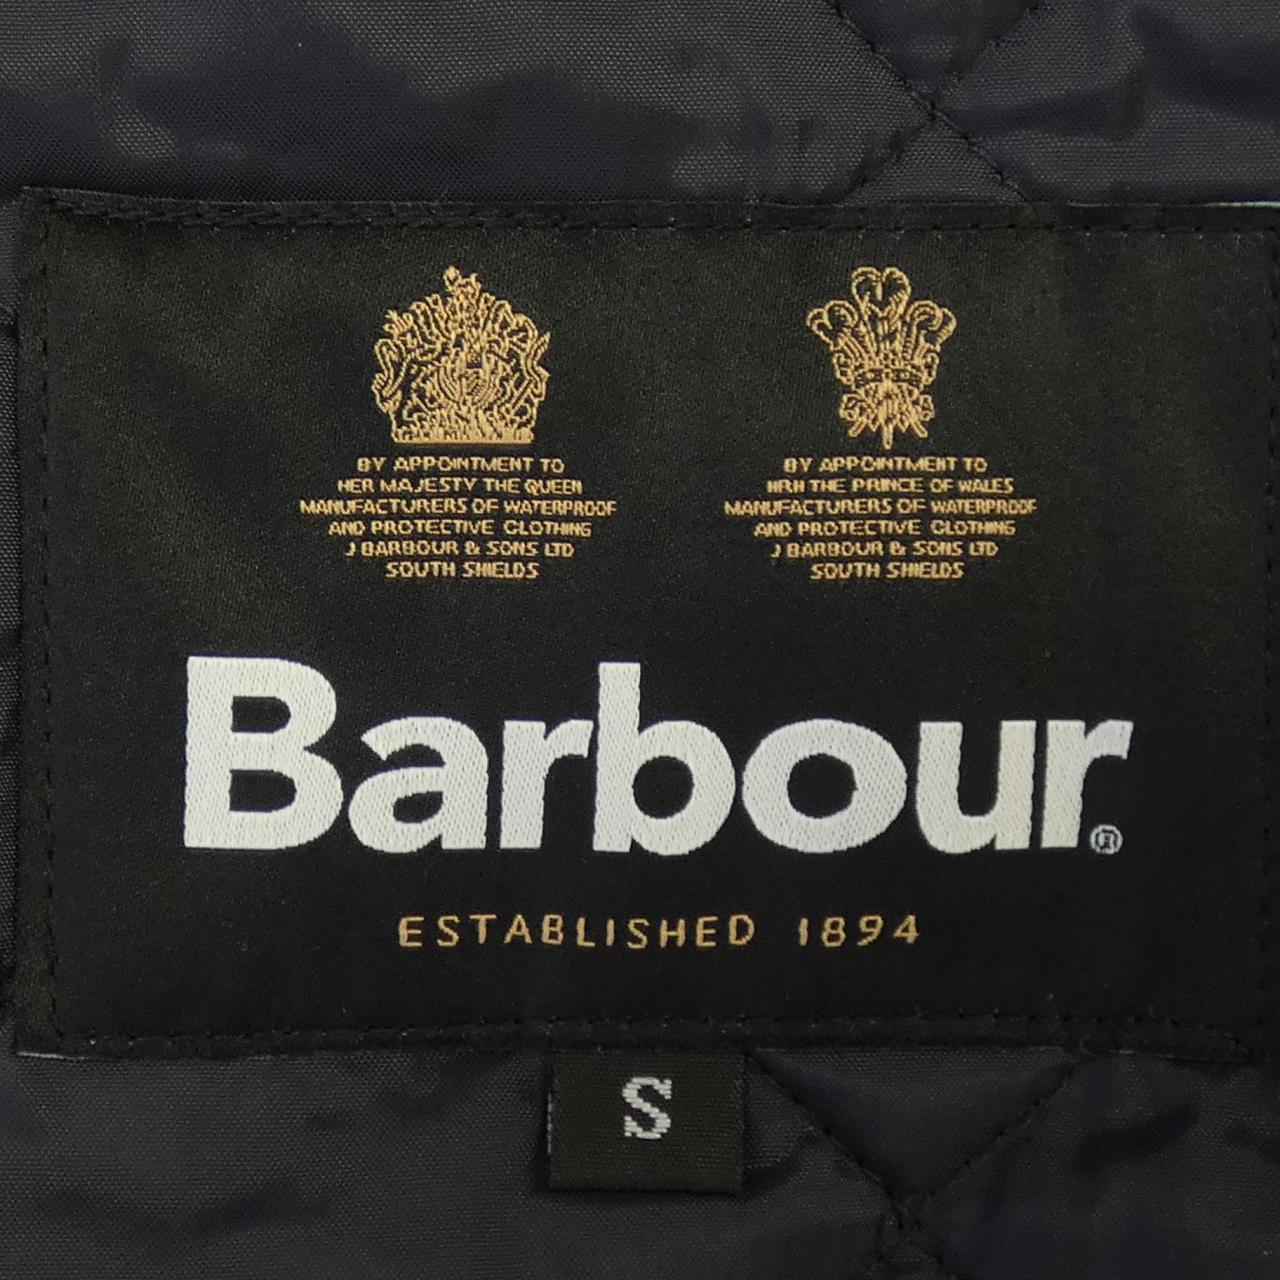 BY APPOINTMENT TO
HER MAJESTY THE QUEEN
MANUFACTURERS OF WATERPROOF
AND PROTECTIVE CLOTHING
J BARBOUR & SONS LTD
SOUTH SHIELDS
BY APPOINTMENT TO
HRH THE PRINCE OF WALES
MANUFACTURERS OF WATERPROOF
AND PROTECTIVE CLOTHING
J BARBOUR & SONS LTD
SOUTH SHIELDS
Barbour®
ESTABLISHED 1894
S